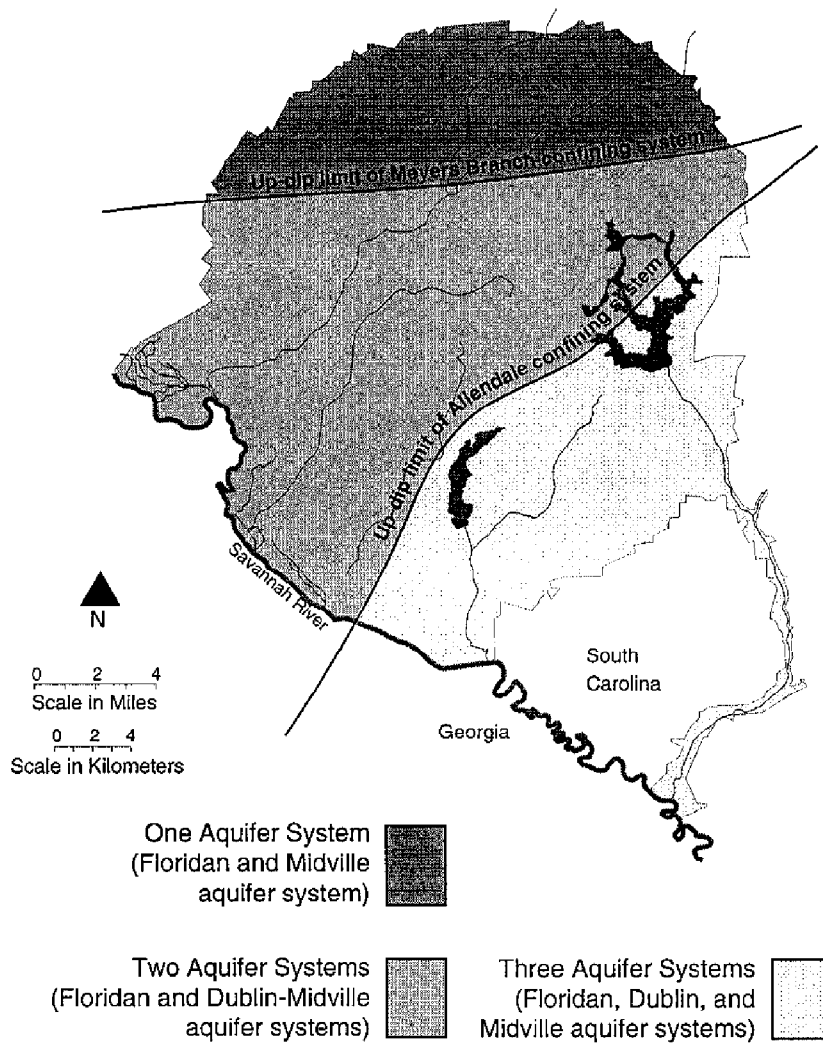 Up-dip limit of Meyers Branch confining system
Up-dip limit of Allendale confining system
Savannah River
N
0 2 4
Scale in Miles
0 2 4
Scale in Kilometers
South
Carolina
Georgia
One Aquifer System
(Floridan and Midville
aquifer system)
Two Aquifer Systems
(Floridan and Dublin-Midville
aquifer systems)
Three Aquifer Systems
(Floridan, Dublin, and
Midville aquifer systems)